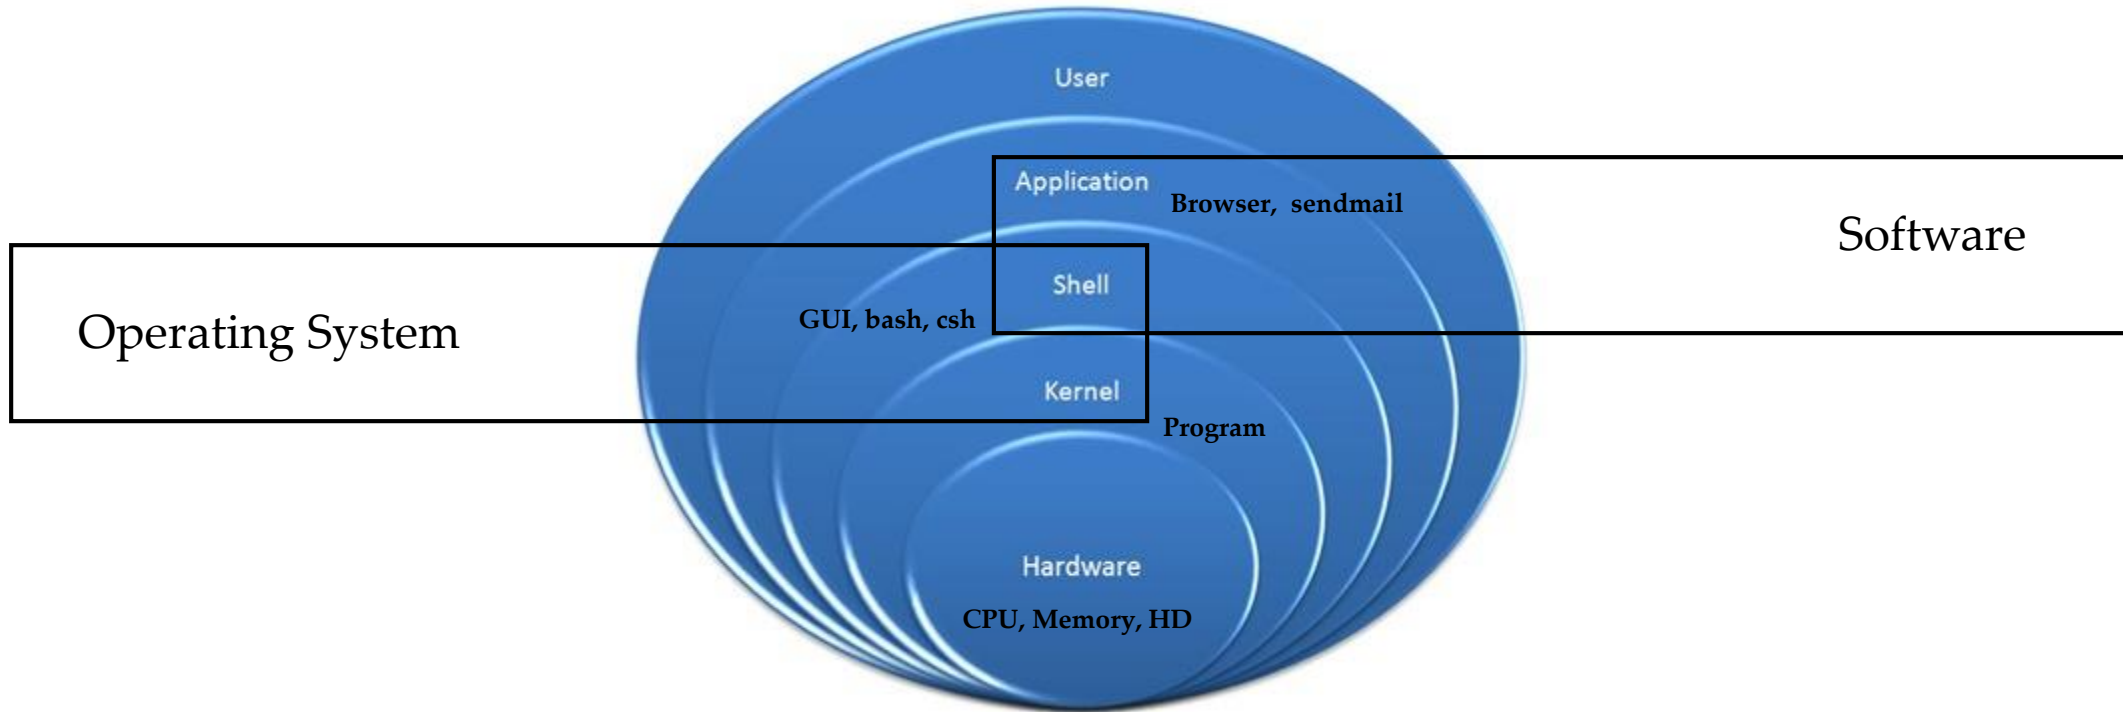 User
Application
Browser, sendmail
Software
Shell
GUI, bash, csh
Operating System
Kernel
Program
Hardware
CPU, Memory, HD